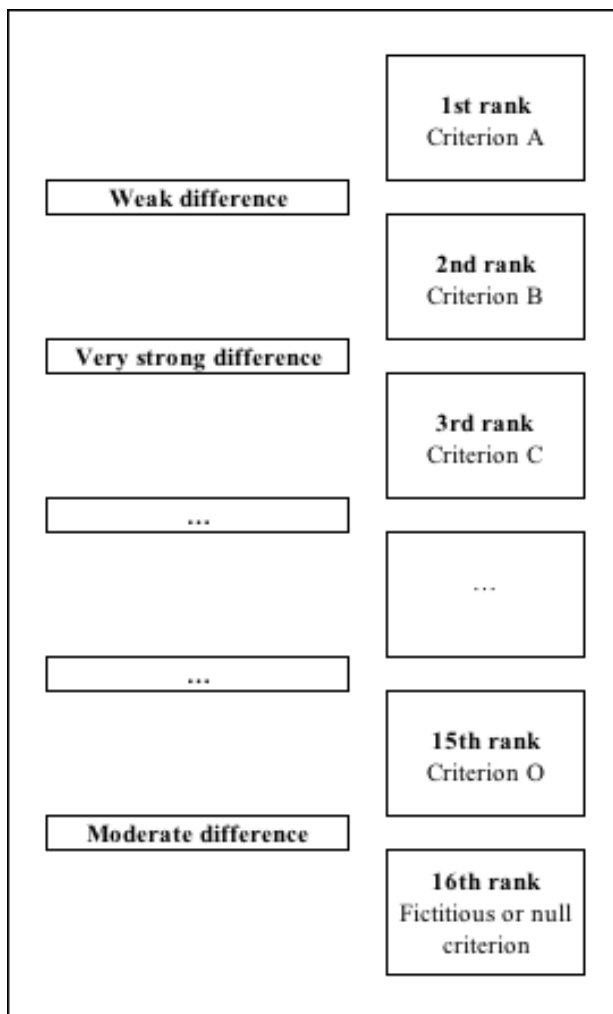 1st rank
Criterion A
Weak difference
2nd rank
Criterion B
Very strong difference
3rd rank
Criterion C
...
...
...
15th rank
Criterion O
Moderate difference
16th rank
Fictitious or null
criterion